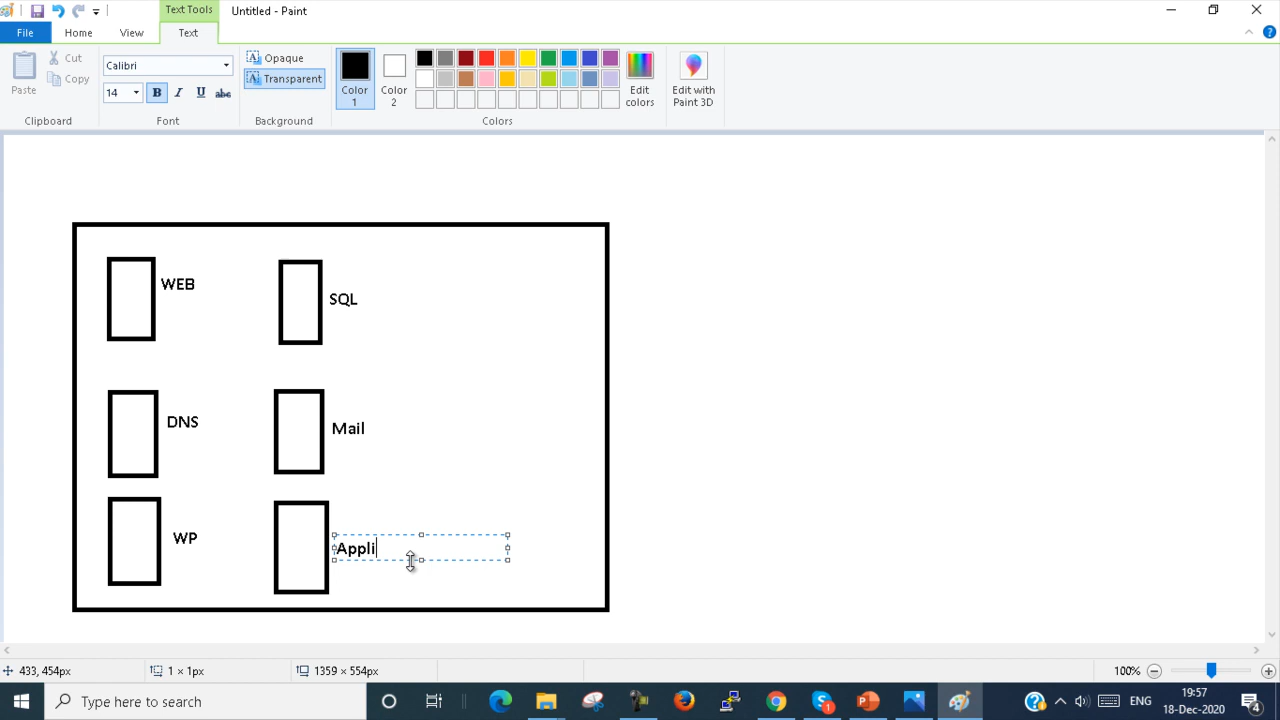 Text Tools
Untitled - Paint
File
Home
View
Text
Paste
Cut
Copy
Clipboard
Calibri
14
B
I
U
abc
Font
Opaque
Transparent
Background
Color 1
Color 2
Edit colors
Colors
Edit with Paint 3D
WEB
SQL
DNS
Mail
WP
Appli
433, 454px
1 × 1px
1359 × 554px
100%
Type here to search
ENG
19:57
18-Dec-2020
1
4